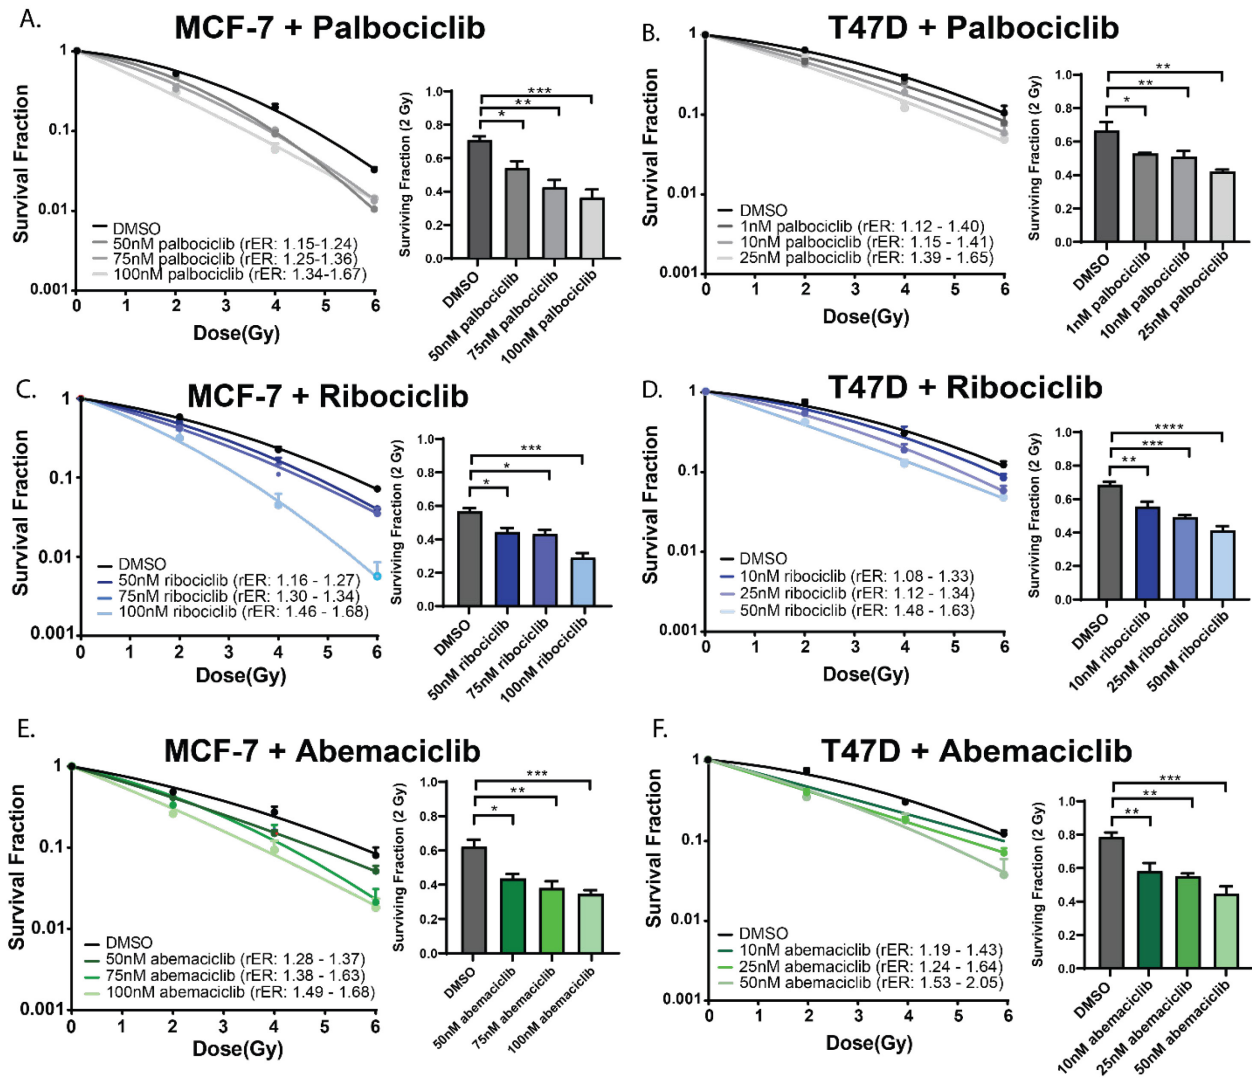 A.
MCF-7 + Palbociclib
Survival Fraction
1
0.1
0.01
0.001
DMSO
50nM palbociclib (rER: 1.15-1.24)
75nM palbociclib (rER: 1.25-1.36)
100nM palbociclib (rER: 1.34-1.67)
0 1 2 3 4 5 6
Dose(Gy)
Surviving Fraction (2 Gy)
1.0
0.8
0.6
0.4
0.2
0.0
***
**
*
DMSO
50nM palbociclib
75nM palbociclib
100nM palbociclib
B.
T47D + Palbociclib
Survival Fraction
1
0.1
0.01
0.001
DMSO
1nM palbociclib (rER: 1.12 - 1.40)
10nM palbociclib (rER: 1.15 - 1.41)
25nM palbociclib (rER: 1.39 - 1.65)
0 1 2 3 4 5 6
Dose(Gy)
Surviving Fraction (2 Gy)
1.0
0.8
0.6
0.4
0.2
0.0
**
**
*
DMSO
1nM palbociclib
10nM palbociclib
25nM palbociclib
C.
MCF-7 + Ribociclib
Survival Fraction
1
0.1
0.01
0.001
DMSO
50nM ribociclib (rER: 1.16 - 1.27)
75nM ribociclib (rER: 1.30 - 1.34)
100nM ribociclib (rER: 1.46 - 1.68)
0 1 2 3 4 5 6
Dose(Gy)
Surviving Fraction (2 Gy)
1.0
0.8
0.6
0.4
0.2
0.0
***
*
*
DMSO
50nM ribociclib
75nM ribociclib
100nM ribociclib
D.
T47D + Ribociclib
Survival Fraction
1
0.1
0.01
0.001
DMSO
10nM ribociclib (rER: 1.08 - 1.33)
25nM ribociclib (rER: 1.12 - 1.34)
50nM ribociclib (rER: 1.48 - 1.63)
0 1 2 3 4 5 6
Dose(Gy)
Surviving Fraction (2 Gy)
1.0
0.8
0.6
0.4
0.2
0.0
****
***
**
DMSO
10nM ribociclib
25nM ribociclib
50nM ribociclib
E.
MCF-7 + Abemaciclib
Survival Fraction
1
0.1
0.01
0.001
DMSO
50nM abemaciclib (rER: 1.28 - 1.37)
75nM abemaciclib (rER: 1.38 - 1.63)
100nM abemaciclib (rER: 1.49 - 1.68)
0 1 2 3 4 5 6
Dose(Gy)
Surviving Fraction (2 Gy)
1.0
0.8
0.6
0.4
0.2
0.0
***
**
*
DMSO
50nM abemaciclib
75nM abemaciclib
100nM abemaciclib
F.
T47D + Abemaciclib
Survival Fraction
1
0.1
0.01
0.001
DMSO
10nM abemaciclib (rER: 1.19 - 1.43)
25nM abemaciclib (rER: 1.24 - 1.64)
50nM abemaciclib (rER: 1.53 - 2.05)
0 1 2 3 4 5 6
Dose(Gy)
Surviving Fraction (2 Gy)
1.0
0.8
0.6
0.4
0.2
0.0
***
**
**
DMSO
10nM abemaciclib
25nM abemaciclib
50nM abemaciclib